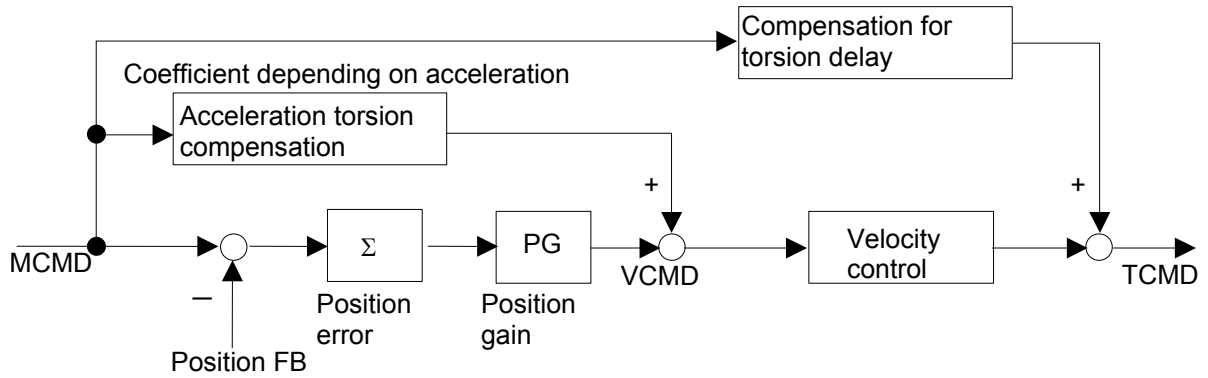 Compensation for
torsion delay
Coefficient depending on acceleration
Acceleration torsion
compensation
+
+
MCMD
Σ
PG
VCMD
Velocity
control
TCMD
–
Position
error
Position
gain
Position FB